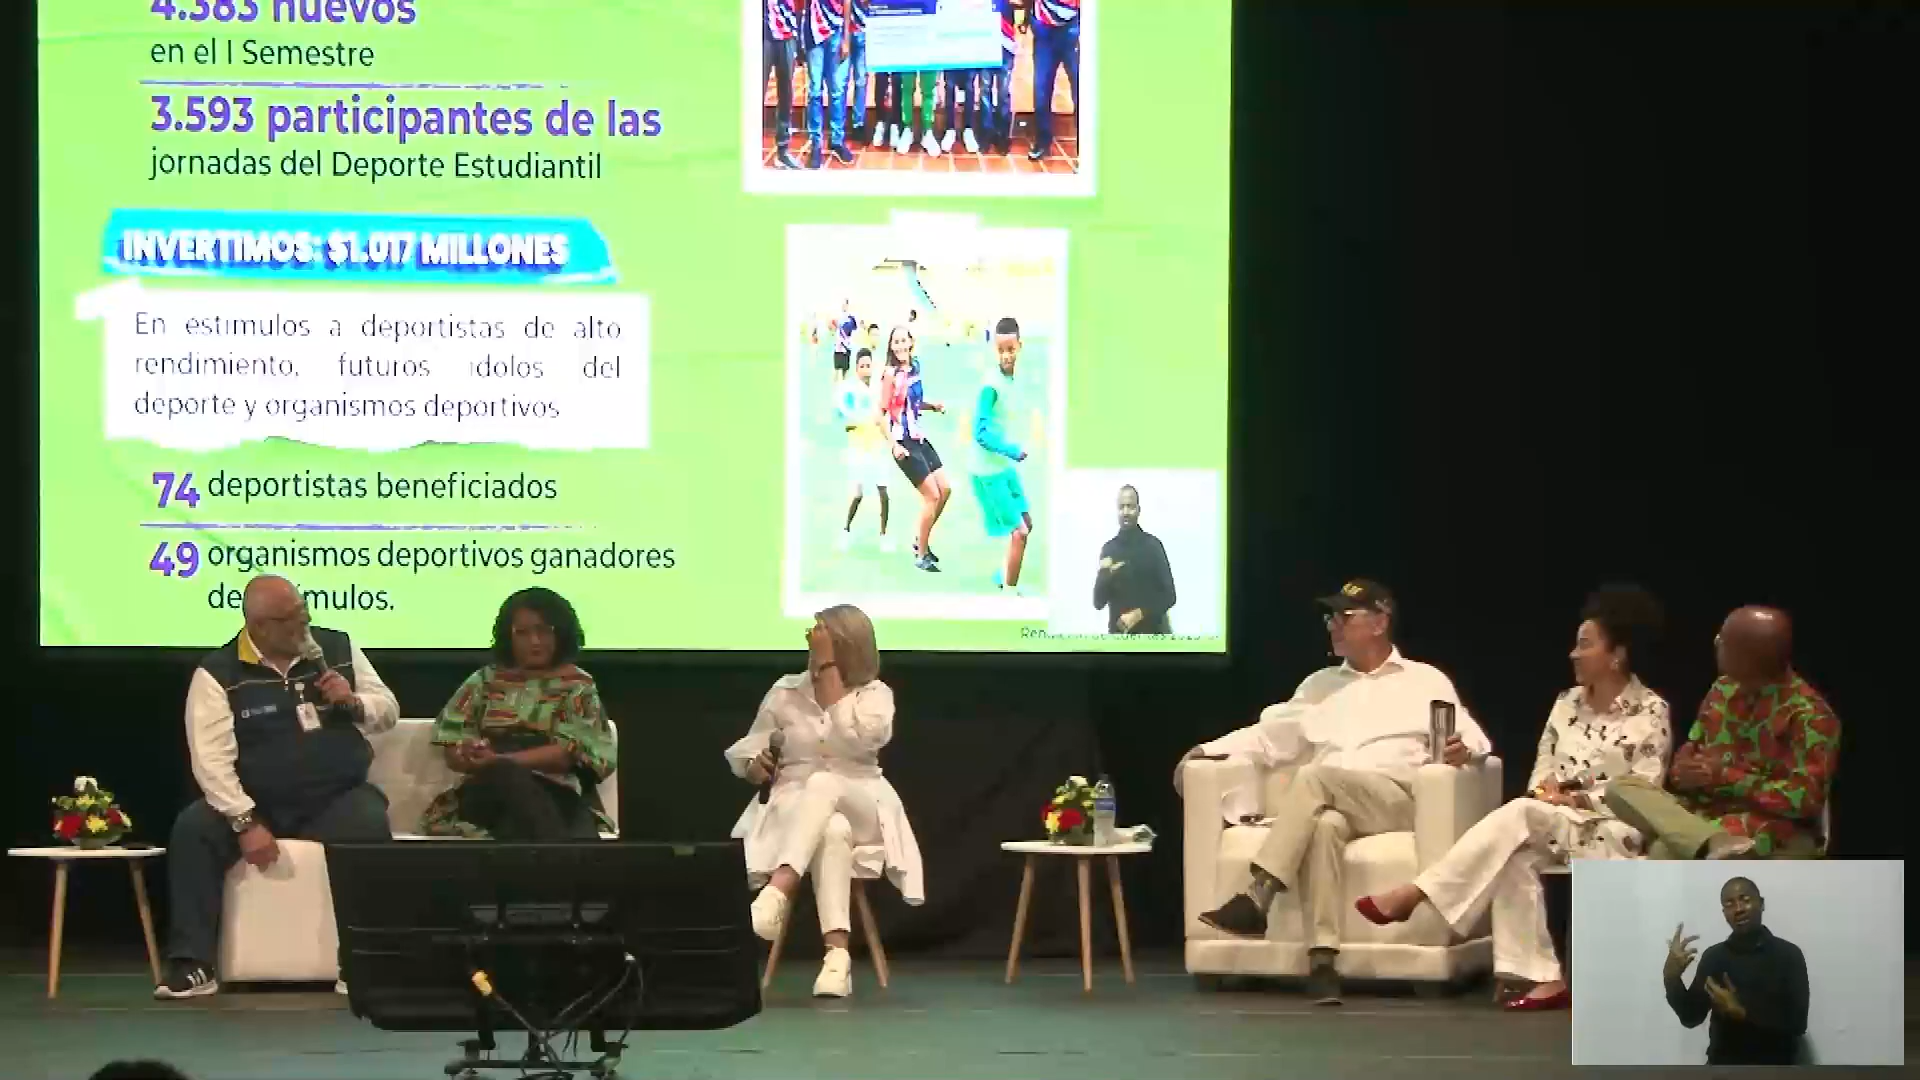 4.383 nuevos
en el I Semestre
3.593 participantes de las
jornadas del Deporte Estudiantil
INVERTIMOS: $1.017 MILLONES
En estímulos a deportistas de alto
rendimiento, futuros ídolos del
deporte y organismos deportivos
74 deportistas beneficiados
49 organismos deportivos ganadores
de mulos.